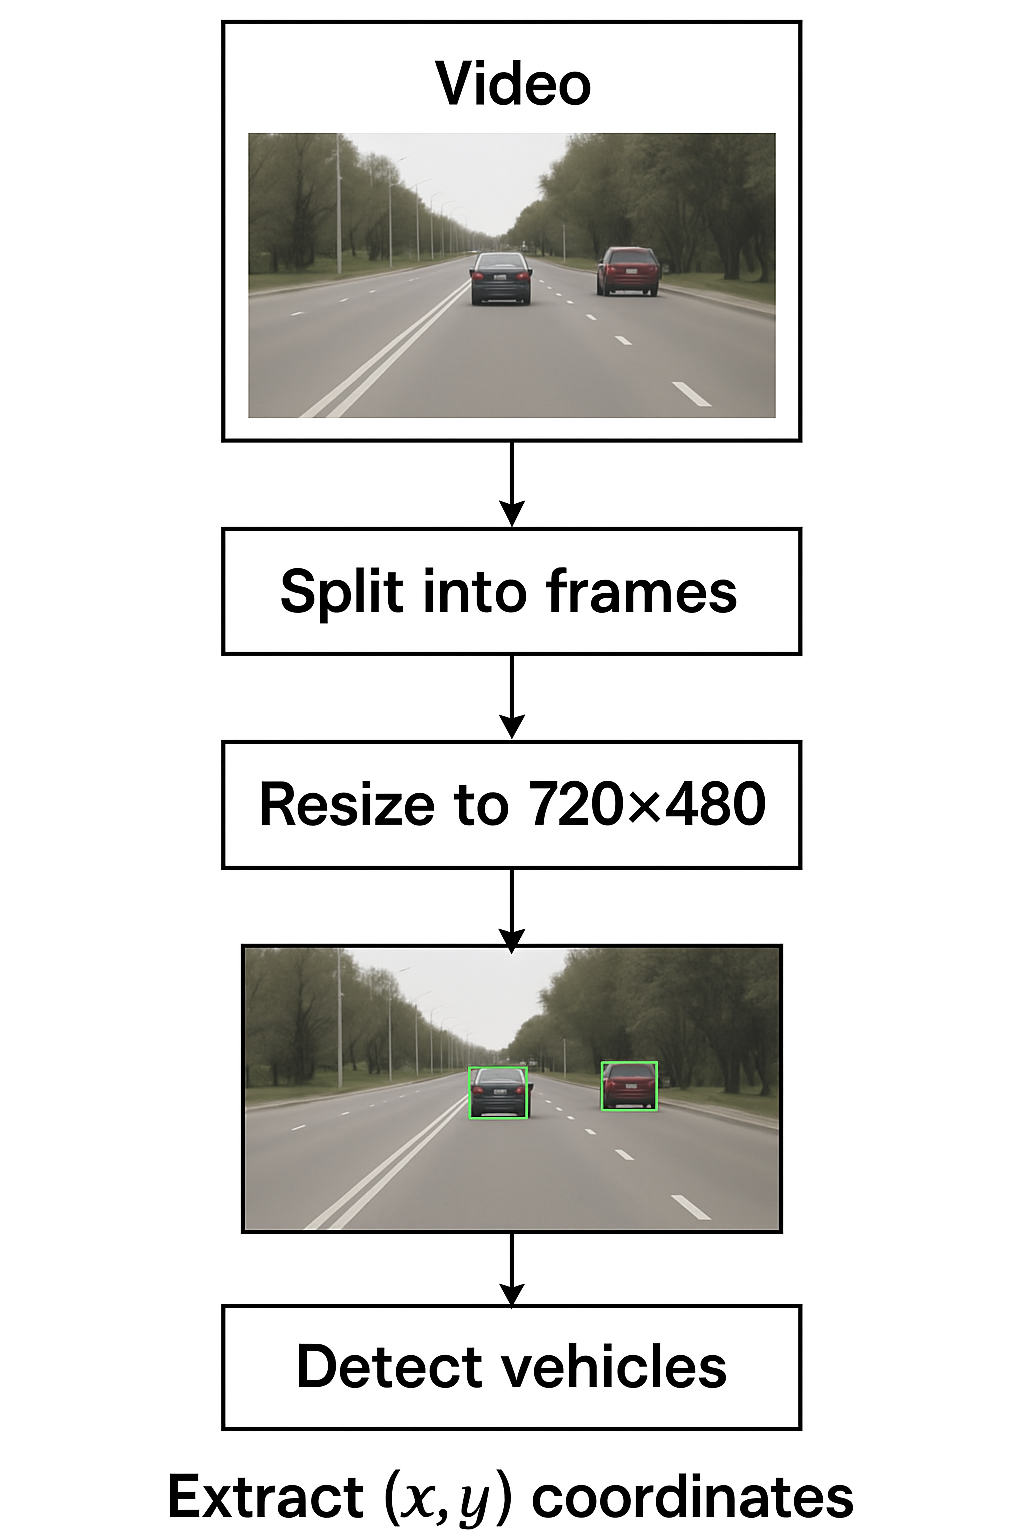 Video
Split into frames
Resize to 720×480
Detect vehicles
Extract (x, y) coordinates